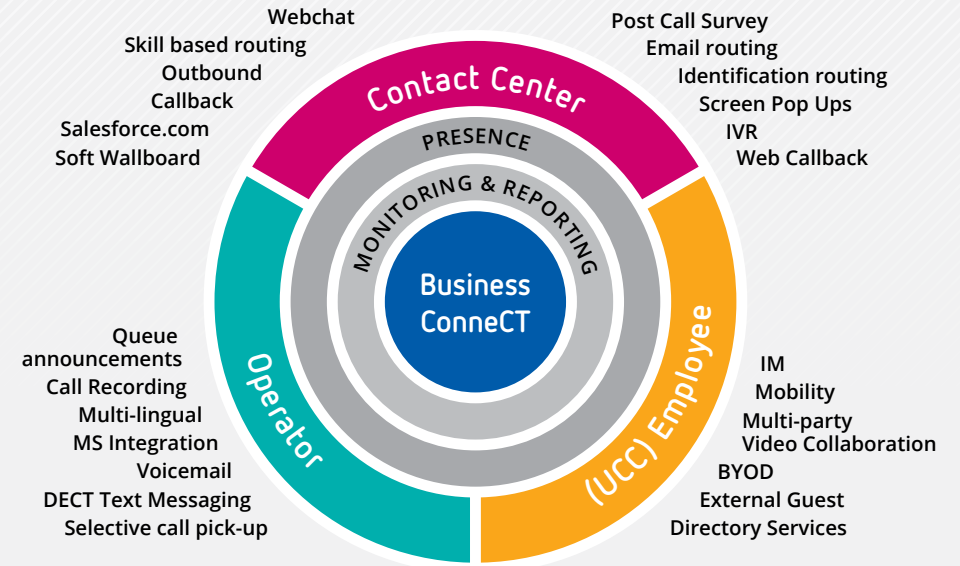 Webchat
Skill based routing
Outbound
Callback
Salesforce.com
Soft Wallboard
Post Call Survey
Email routing
Identification routing
Screen Pop Ups
IVR
Web Callback
Contact Center
PRESENCE
MONITORING & REPORTING
Business
ConneCT
Operator
(UCC) Employee
Queue
announcements
Call Recording
Multi-lingual
MS Integration
Voicemail
DECT Text Messaging
Selective call pick-up
IM
Mobility
Multi-party
Video Collaboration
BYOD
External Guest
Directory Services